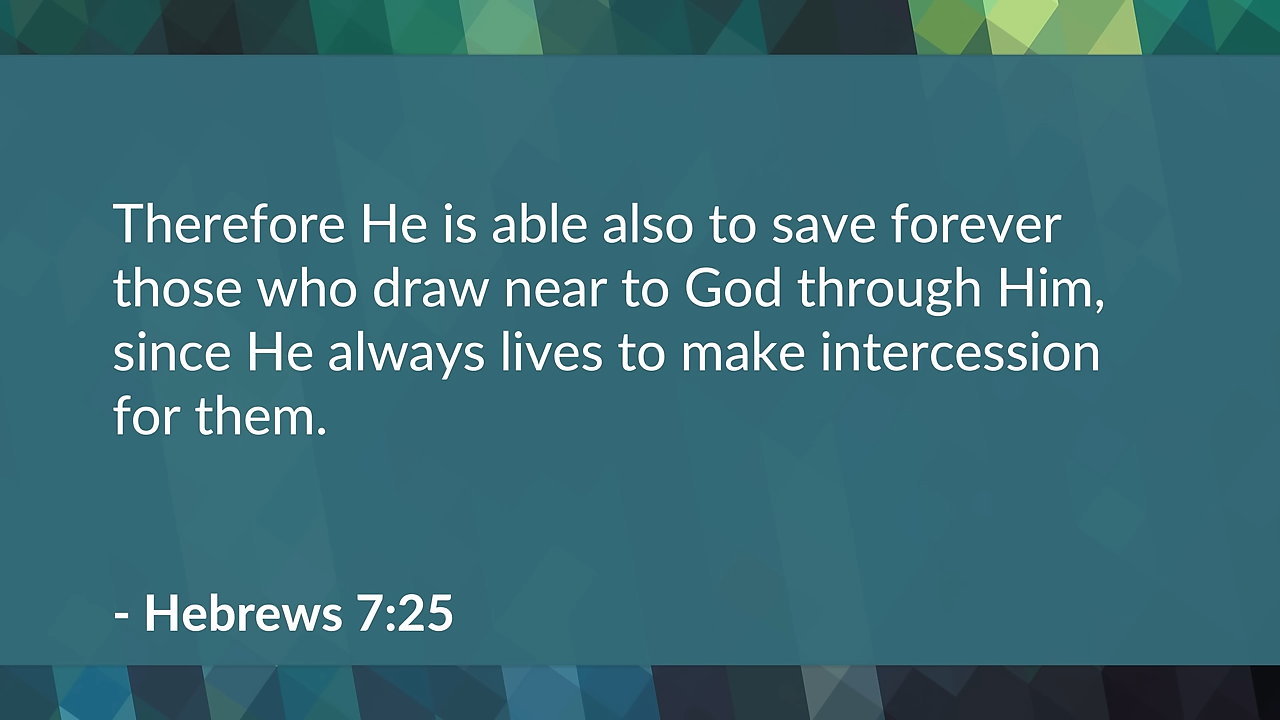 Therefore He is able also to save forever
those who draw near to God through Him,
since He always lives to make intercession
for them.
- Hebrews 7:25